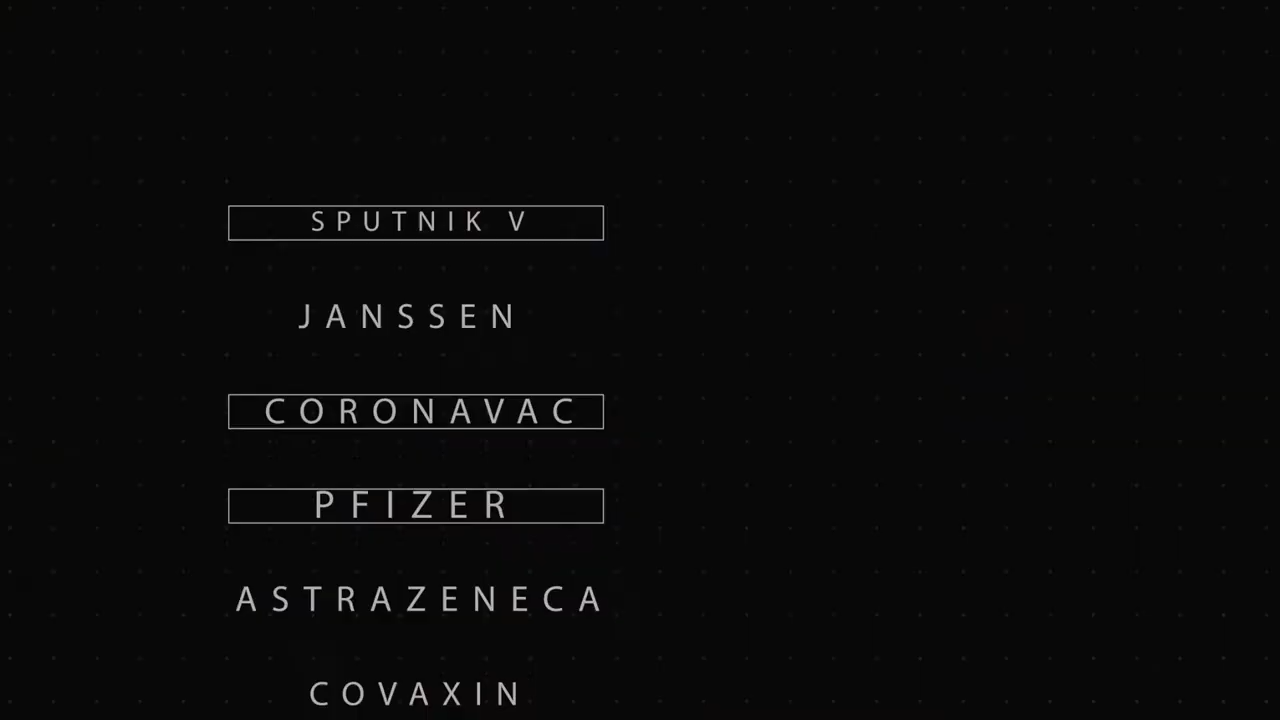 SPUTNIK V
JANSSEN
CORONAVAC
PFIZER
ASTRAZENECA
COVAXIN